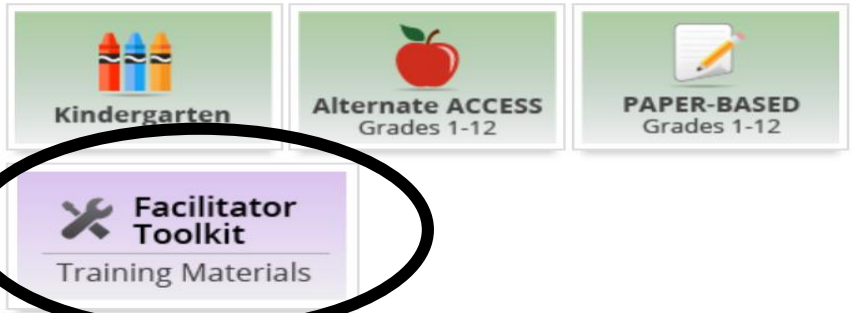 Kindergarten
Alternate ACCESS
Grades 1-12
PAPER-BASED
Grades 1-12
Facilitator
Toolkit
Training Materials